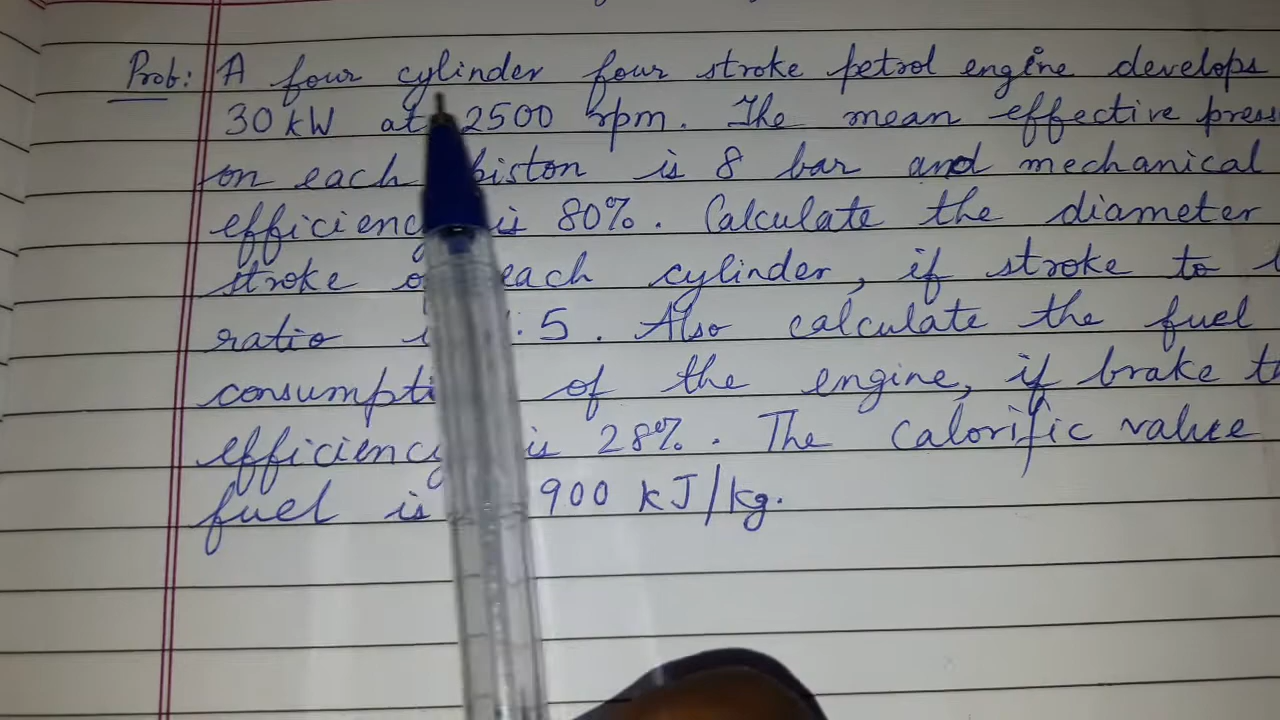 Prob: A four cylinder four stroke petrol engine develops
30 kW at 2500 rpm. The mean effective press
on each piston is 8 bar and mechanical
efficiency is 80%. Calculate the diameter
stroke each cylinder, if stroke to
ratio .5. Also calculate the fuel
consumpti of the engine, if brake t
efficiency is 28%. The calorific value
fuel is 900 kJ/kg.